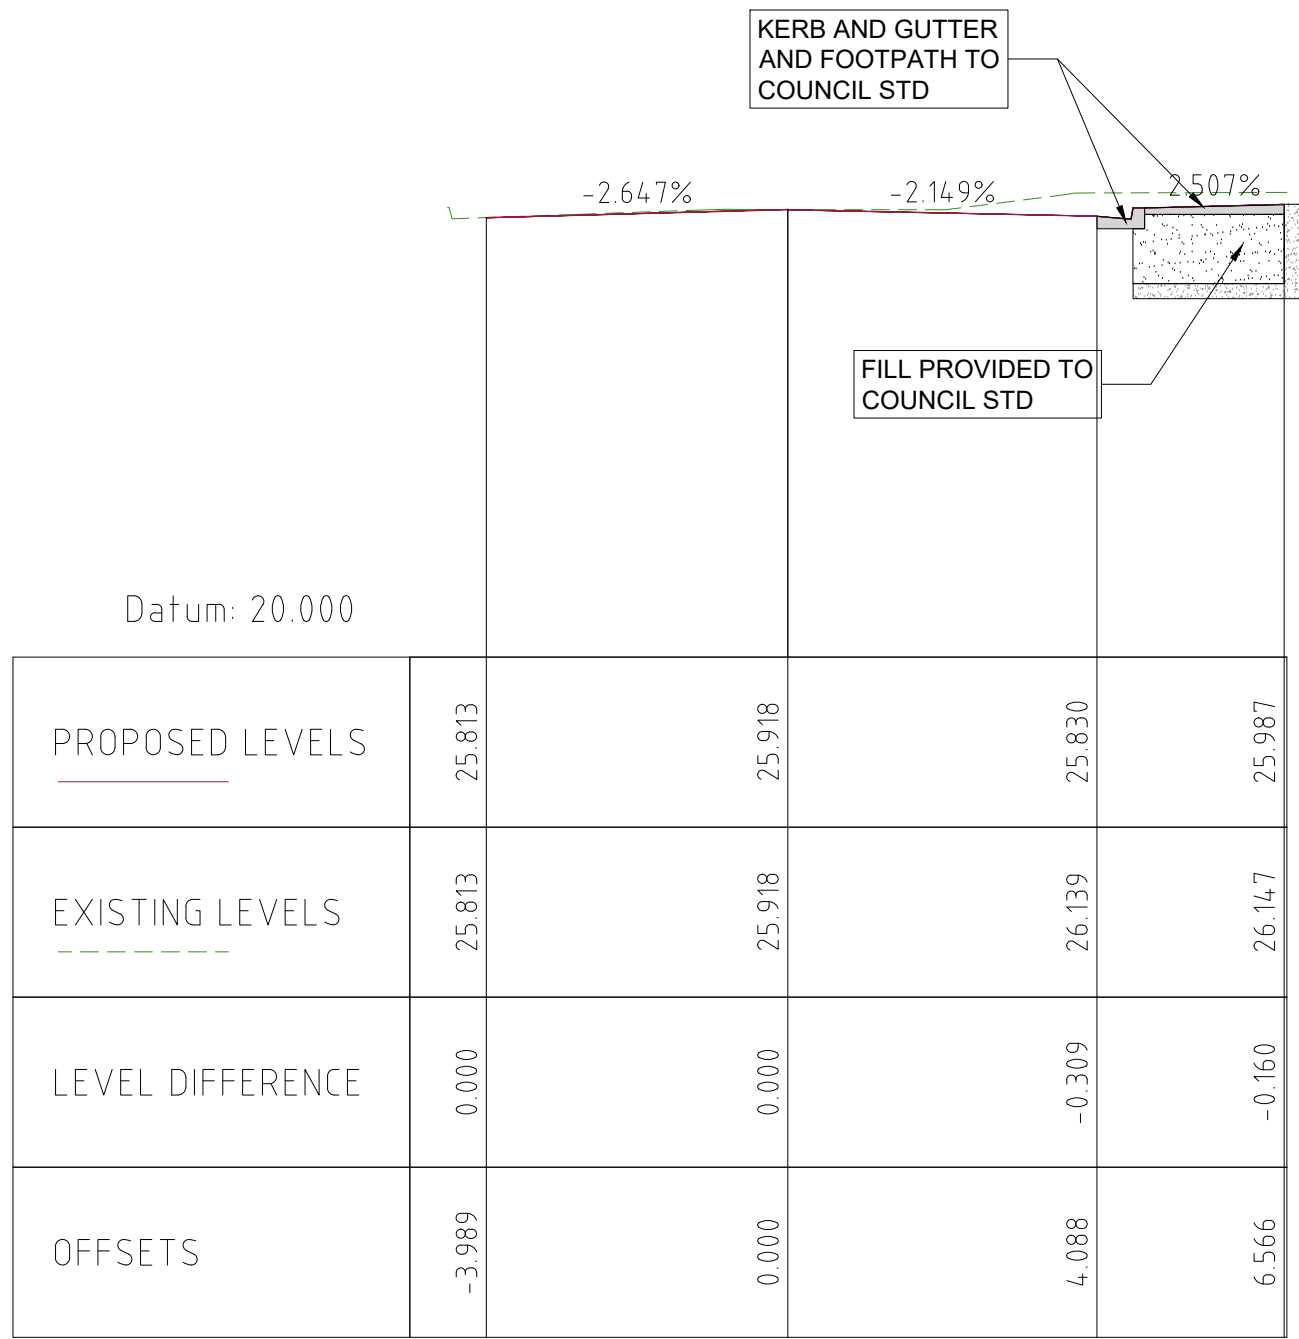 KERB AND GUTTER
AND FOOTPATH TO
COUNCIL STD
-2.647%
-2.149%
2.507%
FILL PROVIDED TO
COUNCIL STD
Datum: 20.000
PROPOSED LEVELS
25.813
25.918
25.830
25.987
EXISTING LEVELS
25.813
25.918
26.139
26.147
LEVEL DIFFERENCE
0.000
0.000
-0.309
-0.160
OFFSETS
-3.989
0.000
4.088
6.566